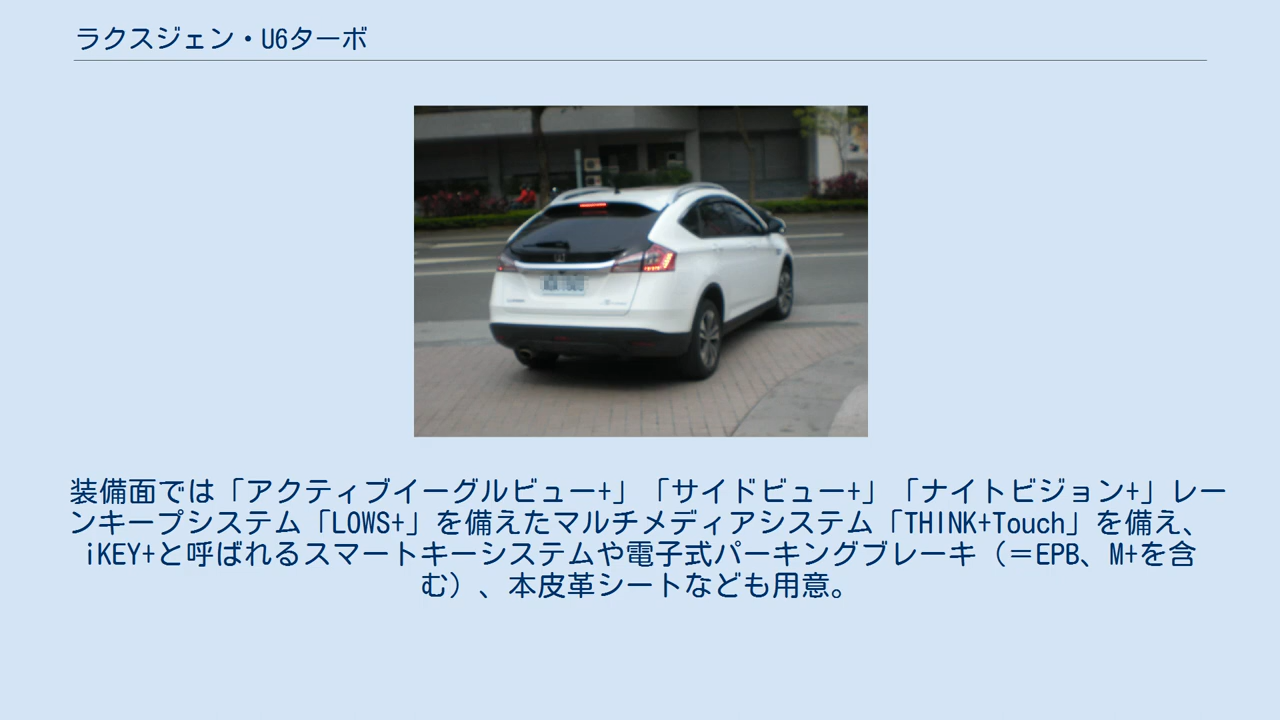 ラクスジェン・U6ターボ
装備面では「アクティブイーグルビュー+」「サイドビュー+」「ナイトビジョン+」レー
ンキープシステム「LOWS+」を備えたマルチメディアシステム「THINK+Touch」を備え、
iKEY+と呼ばれるスマートキーシステムや電子式パーキングブレーキ（＝EPB、M+を含
む）、本皮革シートなども用意。